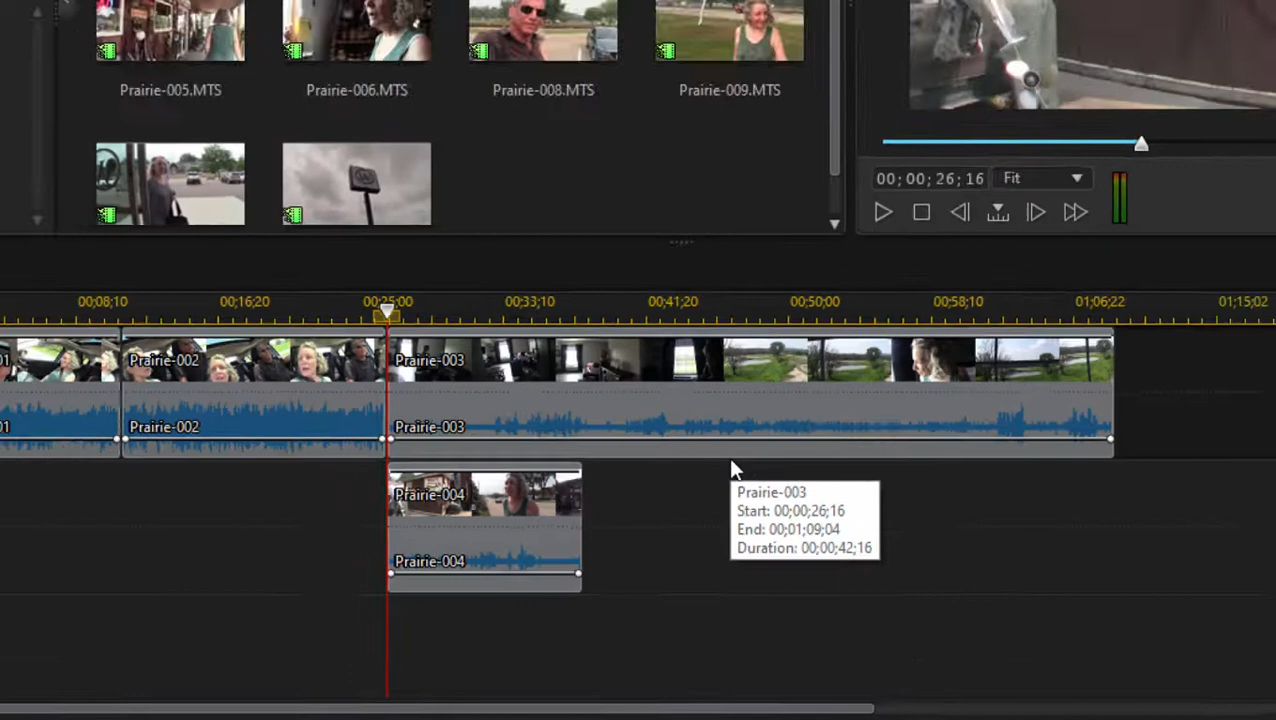 Prairie-005.MTS
Prairie-006.MTS
Prairie-008.MTS
Prairie-009.MTS
00;00;26;16
Fit
00;08;10
00;16;20
00;25;00
00;33;10
00;41;20
00;50;00
00;58;10
01;06;22
01;15;02
01
Prairie-002
Prairie-003
01
Prairie-002
Prairie-003
Prairie-004
Prairie-004
Prairie-003
Start: 00;00;26;16
End: 00;01;09;04
Duration: 00;00;42;16